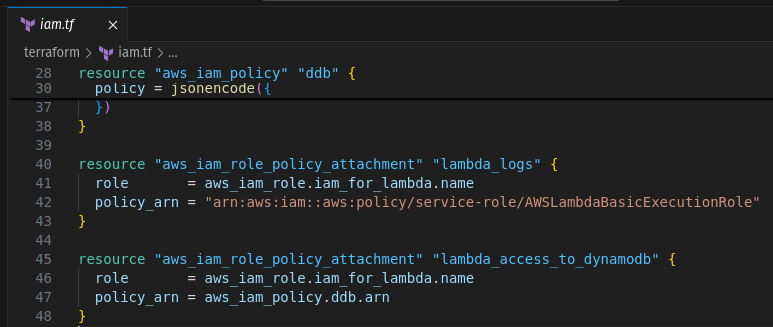 iam.tf ×
terraform > iam.tf > ...
28 resource "aws_iam_policy" "ddb" {
30   policy = jsonencode({
37   })
38 }
39
40 resource "aws_iam_role_policy_attachment" "lambda_logs" {
41   role       = aws_iam_role.iam_for_lambda.name
42   policy_arn = "arn:aws:iam::aws:policy/service-role/AWSLambdaBasicExecutionRole"
43 }
44
45 resource "aws_iam_role_policy_attachment" "lambda_access_to_dynamodb" {
46   role       = aws_iam_role.iam_for_lambda.name
47   policy_arn = aws_iam_policy.ddb.arn
48 }